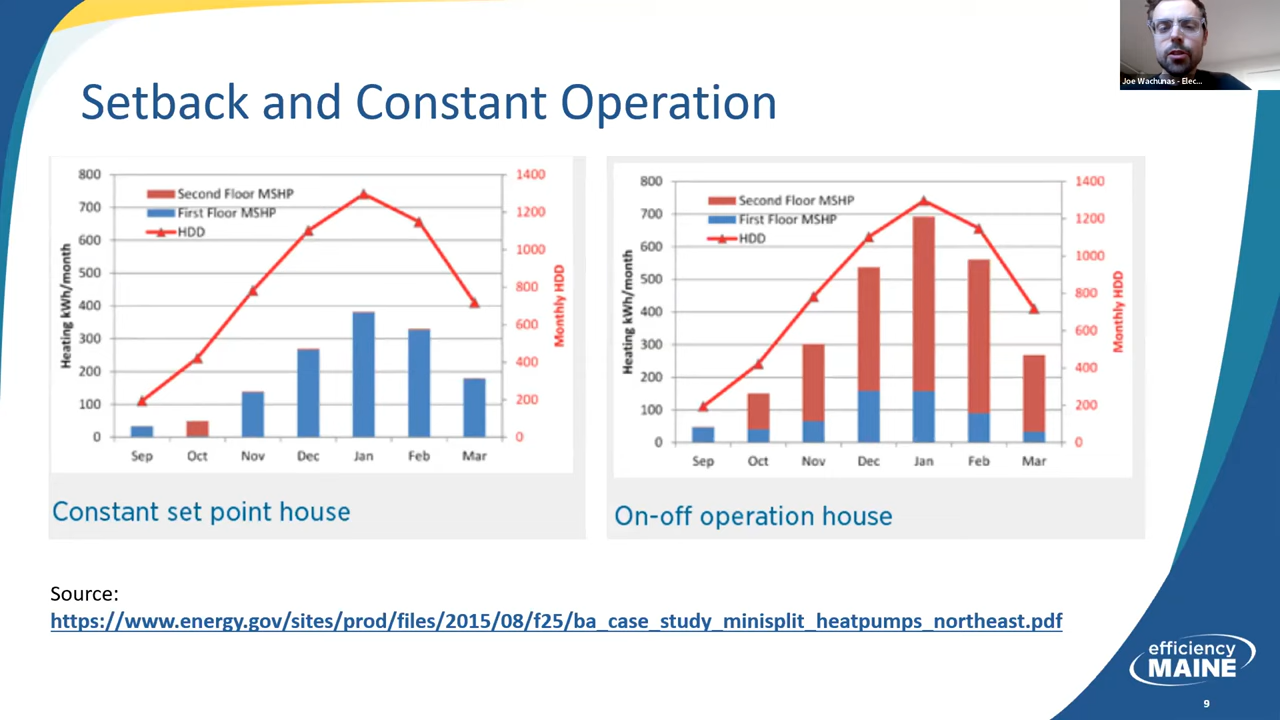 Joe Wachunas - Elec...
Setback and Constant Operation
800
700
600
500
400
300
200
100
0
Heating kWh/month
Second Floor MSHP
First Floor MSHP
HDD
1400
1200
1000
800
600
400
200
0
Monthly HDD
Sep Oct Nov Dec Jan Feb Mar
Constant set point house
800
700
600
500
400
300
200
100
0
Heating kWh/month
Second Floor MSHP
First Floor MSHP
HDD
1400
1200
1000
800
600
400
200
0
Monthly HDD
Sep Oct Nov Dec Jan Feb Mar
On-off operation house
Source:
https://www.energy.gov/sites/prod/files/2015/08/f25/ba_case_study_minisplit_heatpumps_northeast.pdf
efficiency
MAINE
9